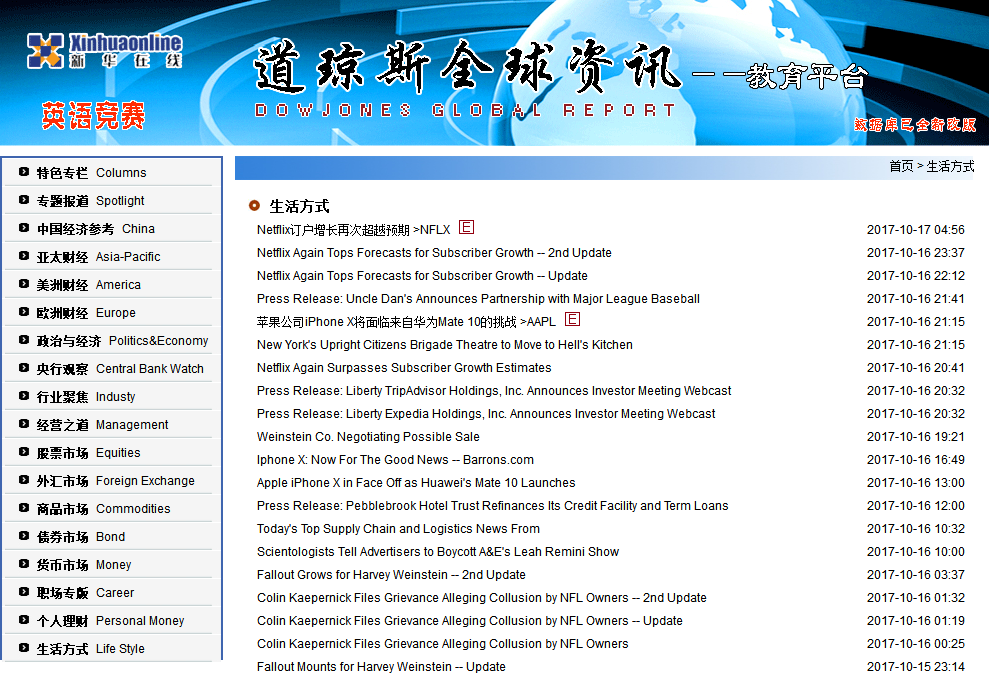 Xinhuaonline
新 华 在 线
道琼斯全球资讯——教育平台
DOWJONES GLOBAL REPORT
英语竞赛
数据库已全新改版
首页 > 生活方式
特色专栏 Columns
专题报道 Spotlight
中国经济参考 China
亚太财经 Asia-Pacific
美洲财经 America
欧洲财经 Europe
政治与经济 Politics&Economy
央行观察 Central Bank Watch
行业聚焦 Industy
经营之道 Management
股票市场 Equities
外汇市场 Foreign Exchange
商品市场 Commodities
债券市场 Bond
货币市场 Money
职场专版 Career
个人理财 Personal Money
生活方式 Life Style
生活方式
Netflix订户增长再次超越预期 >NFLX E 2017-10-17 04:56
Netflix Again Tops Forecasts for Subscriber Growth -- 2nd Update 2017-10-16 23:37
Netflix Again Tops Forecasts for Subscriber Growth -- Update 2017-10-16 22:12
Press Release: Uncle Dan's Announces Partnership with Major League Baseball 2017-10-16 21:41
苹果公司iPhone X将面临来自华为Mate 10的挑战 >AAPL E 2017-10-16 21:15
New York's Upright Citizens Brigade Theatre to Move to Hell's Kitchen 2017-10-16 21:15
Netflix Again Surpasses Subscriber Growth Estimates 2017-10-16 20:41
Press Release: Liberty TripAdvisor Holdings, Inc. Announces Investor Meeting Webcast 2017-10-16 20:32
Press Release: Liberty Expedia Holdings, Inc. Announces Investor Meeting Webcast 2017-10-16 20:32
Weinstein Co. Negotiating Possible Sale 2017-10-16 19:21
Iphone X: Now For The Good News -- Barrons.com 2017-10-16 16:49
Apple iPhone X in Face Off as Huawei's Mate 10 Launches 2017-10-16 13:00
Press Release: Pebblebrook Hotel Trust Refinances Its Credit Facility and Term Loans 2017-10-16 12:00
Today's Top Supply Chain and Logistics News From 2017-10-16 10:32
Scientologists Tell Advertisers to Boycott A&E's Leah Remini Show 2017-10-16 10:00
Fallout Grows for Harvey Weinstein -- 2nd Update 2017-10-16 03:37
Colin Kaepernick Files Grievance Alleging Collusion by NFL Owners -- 2nd Update 2017-10-16 01:32
Colin Kaepernick Files Grievance Alleging Collusion by NFL Owners -- Update 2017-10-16 01:19
Colin Kaepernick Files Grievance Alleging Collusion by NFL Owners 2017-10-16 00:25
Fallout Mounts for Harvey Weinstein -- Update 2017-10-15 23:14